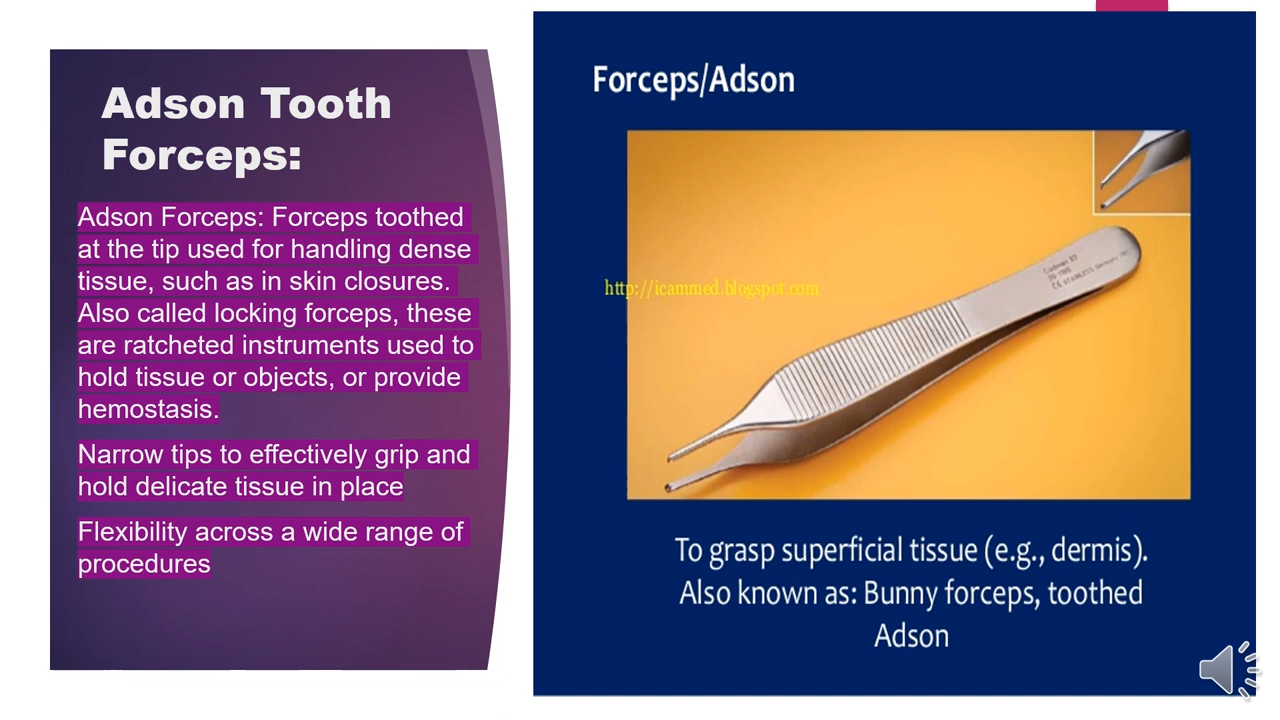 Adson Tooth
Forceps:
Adson Forceps: Forceps toothed
at the tip used for handling dense
tissue, such as in skin closures.
Also called locking forceps, these
are ratcheted instruments used to
hold tissue or objects, or provide
hemostasis.
Narrow tips to effectively grip and
hold delicate tissue in place
Flexibility across a wide range of
procedures
Forceps/Adson
http://icammed.blogspot.com
To grasp superficial tissue (e.g., dermis).
Also known as: Bunny forceps, toothed
Adson